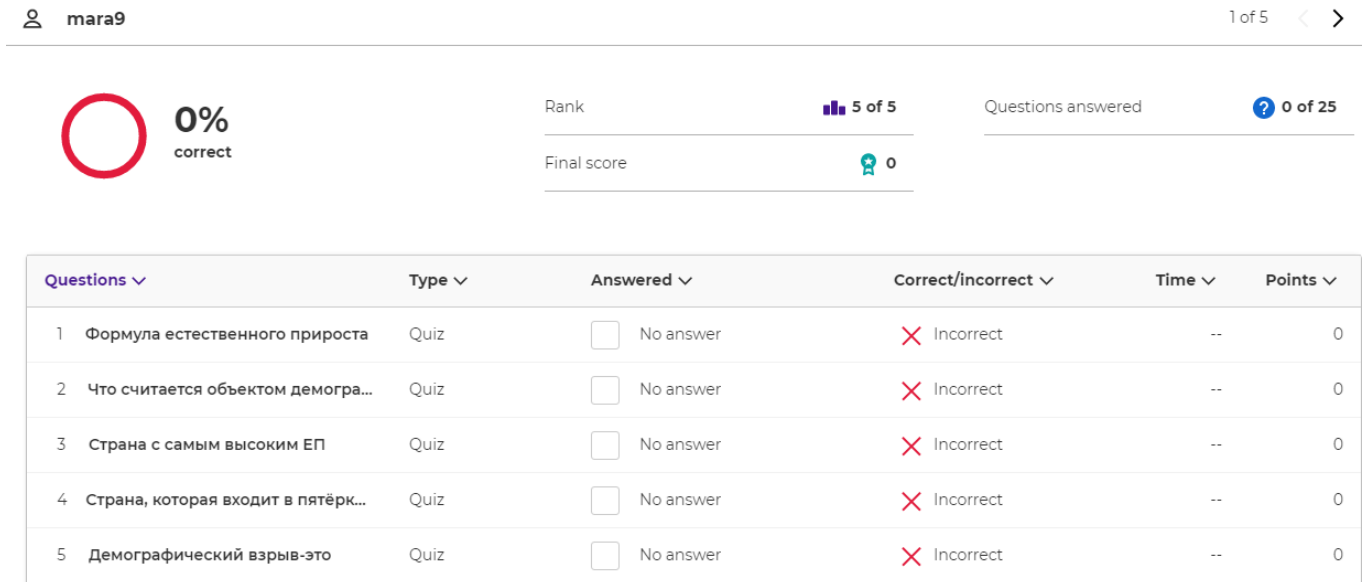 mara9 1 of 5
0% correct
Rank 5 of 5
Questions answered 0 of 25
Final score 0
Questions Type Answered Correct/incorrect Time Points
1 Формула естественного прироста Quiz No answer Incorrect -- 0
2 Что считается объектом демогра... Quiz No answer Incorrect -- 0
3 Страна с самым высоким ЕП Quiz No answer Incorrect -- 0
4 Страна, которая входит в пятёрк... Quiz No answer Incorrect -- 0
5 Демографический взрыв-это Quiz No answer Incorrect -- 0